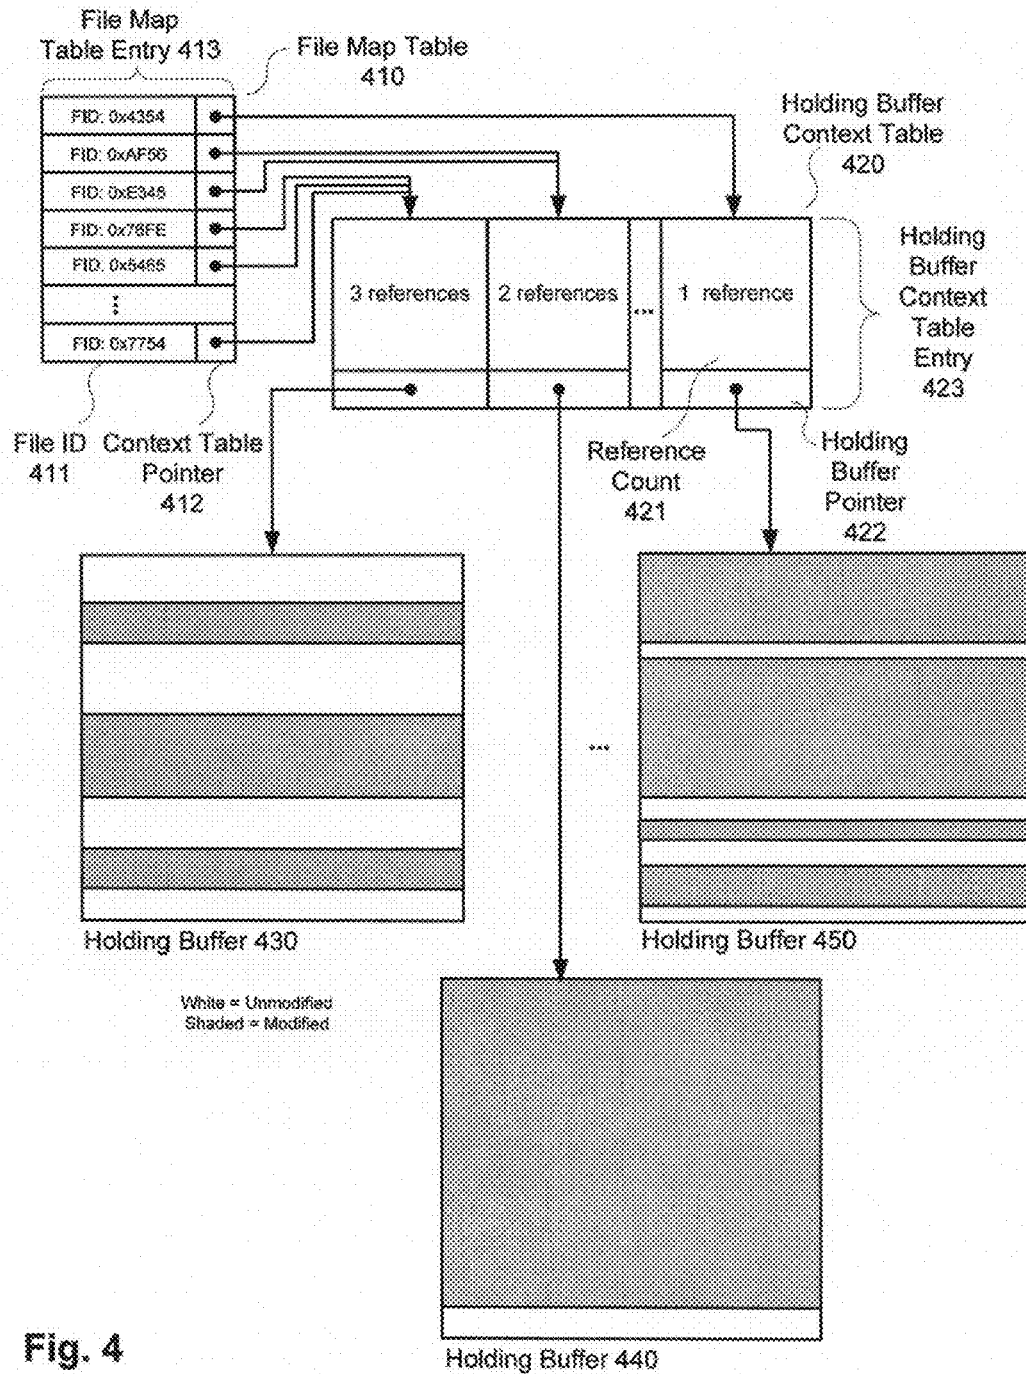 File Map
Table Entry 413
File Map Table
410
Holding Buffer
Context Table
420
FID: 0x4354
FID: 0xAF56
FID: 0xE345
FID: 0x76FE
FID: 0x5455
⋮
FID: 0x7754
3 references
2 references
...
1 reference
Holding
Buffer
Context
Table
Entry
423
File ID
411
Context Table
Pointer
412
Reference
Count
421
Holding
Buffer
Pointer
422
...
Holding Buffer 430
Holding Buffer 450
White = Unmodified
Shaded = Modified
Holding Buffer 440
Fig. 4